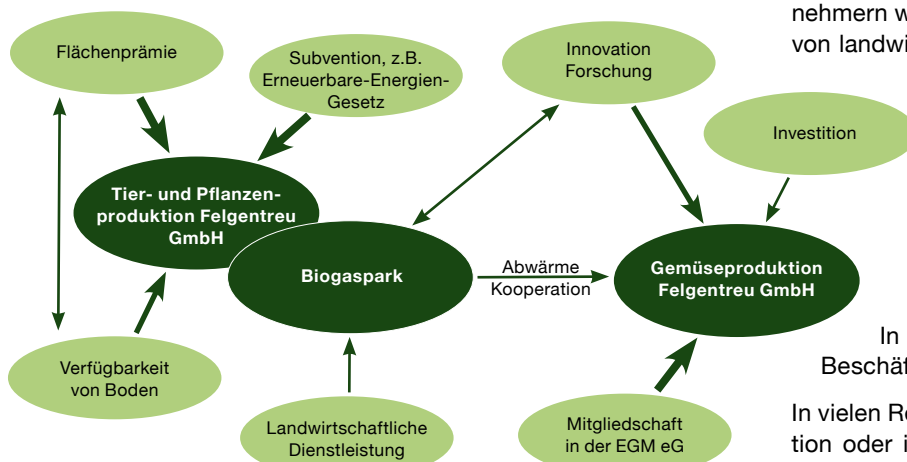 nehmern w
von landwi
Flächenprämie
Subvention, z.B.
Erneuerbare-Energien-
Gesetz
Innovation
Forschung
Investition
Tier- und Pflanzen-
produktion Felgentreu
GmbH
Biogaspark
Abwärme
Kooperation
Gemüseproduktion
Felgentreu GmbH
Verfügbarkeit
von Boden
Landwirtschaftliche
Dienstleistung
Mitgliedschaft
in der EGM eG
In
Beschäf
In vielen Re
tion oder i